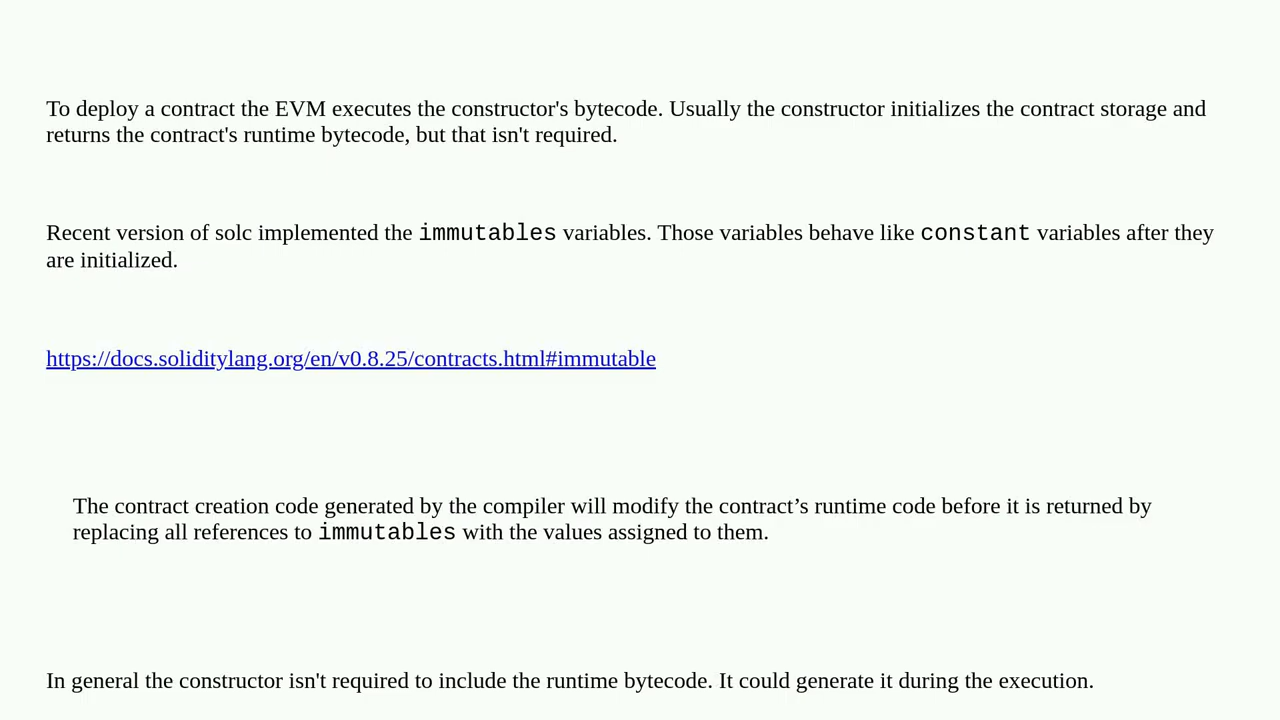 To deploy a contract the EVM executes the constructor's bytecode. Usually the constructor initializes the contract storage and
returns the contract's runtime bytecode, but that isn't required.
Recent version of solc implemented the immutables variables. Those variables behave like constant variables after they
are initialized.
https://docs.soliditylang.org/en/v0.8.25/contracts.html#immutable
The contract creation code generated by the compiler will modify the contract’s runtime code before it is returned by
replacing all references to immutables with the values assigned to them.
In general the constructor isn't required to include the runtime bytecode. It could generate it during the execution.